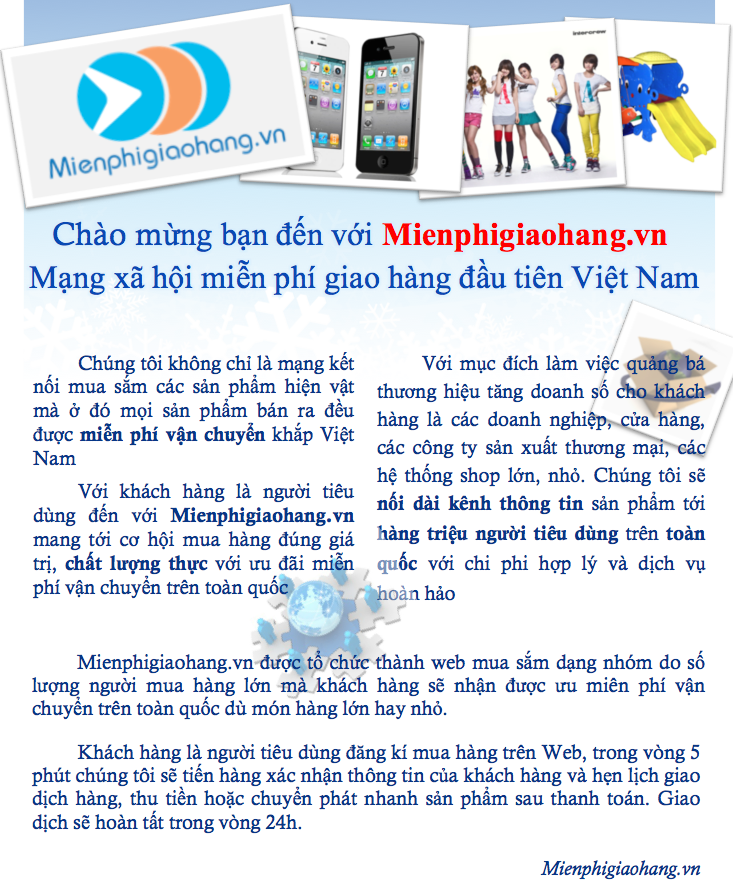 Mienphigiaohang.vn
intercrew
Chào mừng bạn đến với Mienphigiaohang.vn
Mạng xã hội miễn phí giao hàng đầu tiên Việt Nam
Chúng tôi không chỉ là mạng kết
nối mua sắm các sản phẩm hiện vật
mà ở đó mọi sản phẩm bán ra đều
được miễn phí vận chuyển khắp Việt
Nam
Với khách hàng là người tiêu
dùng đến với Mienphigiaohang.vn
mang tới cơ hội mua hàng đúng giá
trị, chất lượng thực với ưu đãi miễn
phí vận chuyển trên toàn quốc
Với mục đích làm việc quảng bá
thương hiệu tăng doanh số cho khách
hàng là các doanh nghiệp, cửa hàng,
các công ty sản xuất thương mại, các
hệ thống shop lớn, nhỏ. Chúng tôi sẽ
nối dài kênh thông tin sản phẩm tới
hàng triệu người tiêu dùng trên toàn
quốc với chi phi hợp lý và dịch vụ
hoàn hảo
Mienphigiaohang.vn được tổ chức thành web mua sắm dạng nhóm do số
lượng người mua hàng lớn mà khách hàng sẽ nhận được ưu miên phí vận
chuyển trên toàn quốc dù món hàng lớn hay nhỏ.
Khách hàng là người tiêu dùng đăng kí mua hàng trên Web, trong vòng 5
phút chúng tôi sẽ tiến hàng xác nhận thông tin của khách hàng và hẹn lịch giao
dịch hàng, thu tiền hoặc chuyển phát nhanh sản phẩm sau thanh toán. Giao
dịch sẽ hoàn tất trong vòng 24h.
Mienphigiaohang.vn